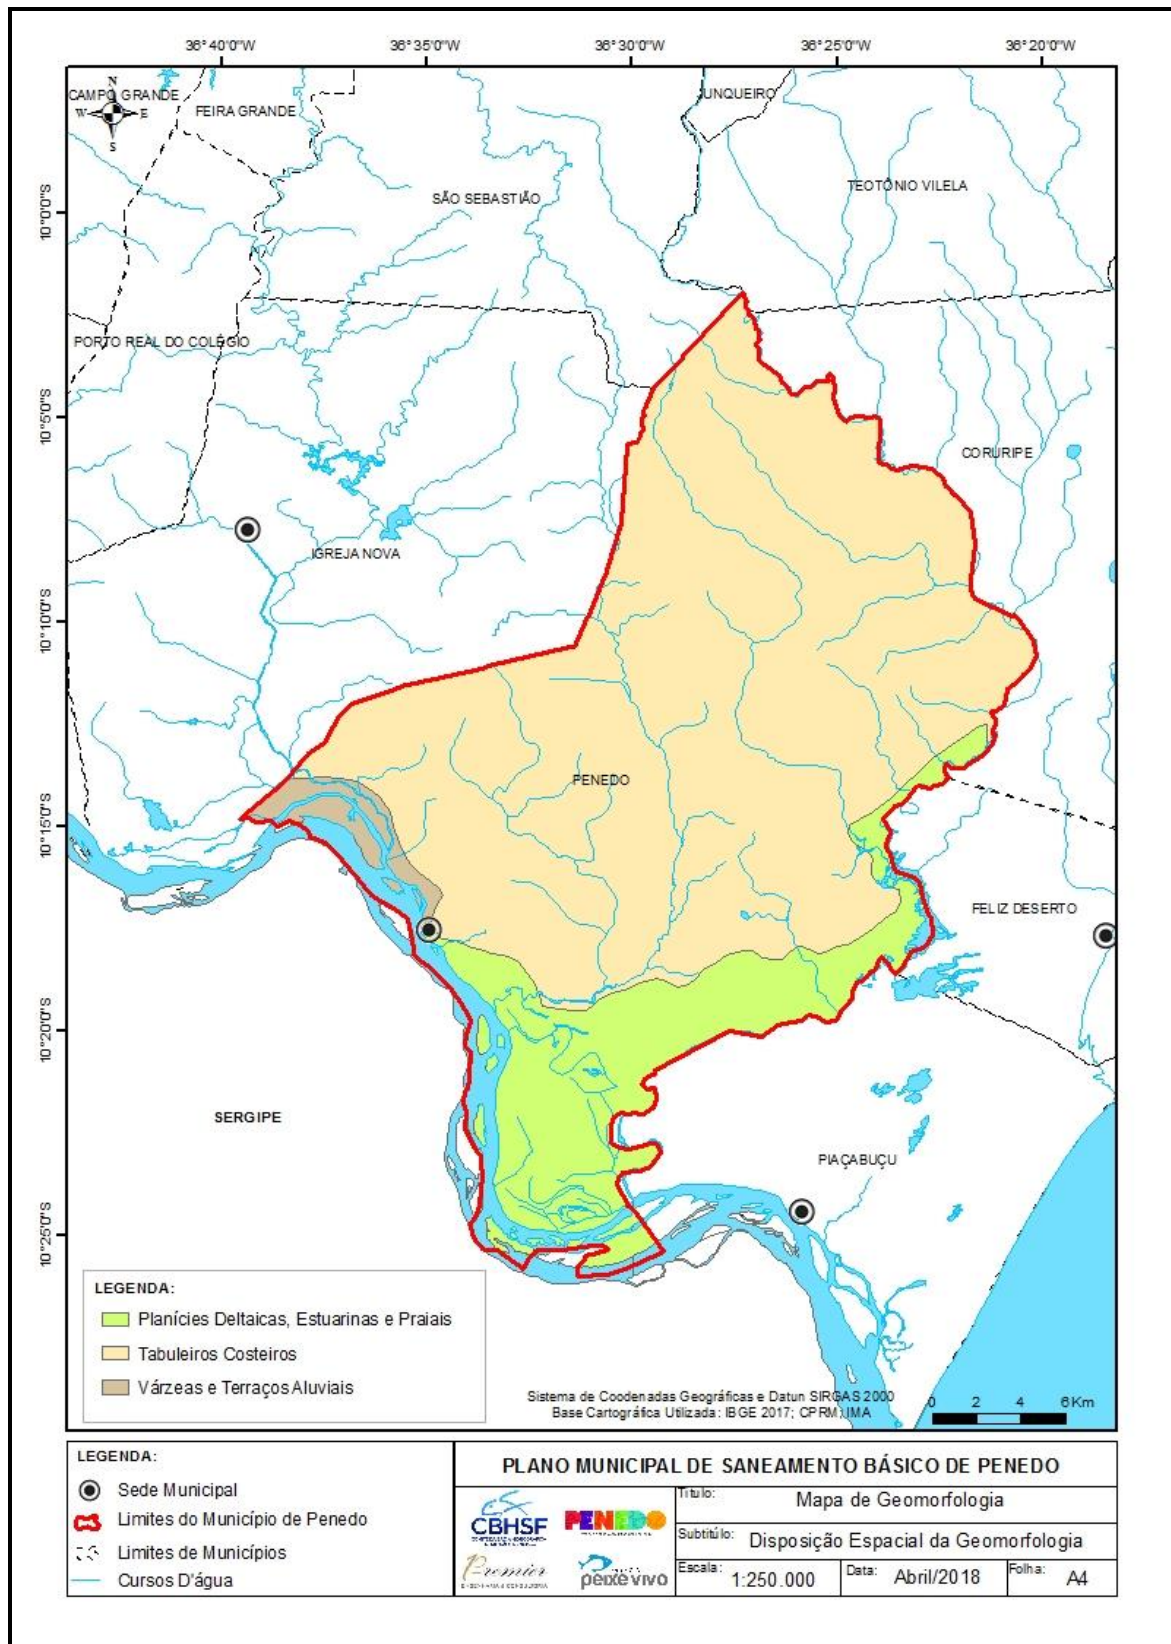 36°40'0"W 36°35'0"W 36°30'0"W 36°25'0"W 36°20'0"W
N
W E
S
CAMPO GRANDE
FEIRA GRANDE
JUNQUEIRO
SÃO SEBASTIÃO
TEOTÔNIO VILELA
10°0'0"S
PORTO REAL DO COLÉGIO
10°5'0"S
CORURIPE
IGREJA NOVA
10°10'0"S
PENEDO
10°15'0"S
FELIZ DESERTO
10°20'0"S
SERGIPE
PIAÇABUÇU
10°25'0"S
LEGENDA:
Planícies Deltaicas, Estuarinas e Praiais
Tabuleiros Costeiros
Várzeas e Terraços Aluviais
Sistema de Coodenadas Geográficas e Datun SIRGAS 2000
Base Cartográfica Utilizada: IBGE 2017; CPRM; IMA
0 2 4 6 Km
LEGENDA:
Sede Municipal
Limites do Município de Penedo
Limites de Municípios
Cursos D'água
PLANO MUNICIPAL DE SANEAMENTO BÁSICO DE PENEDO
CBHSF
PENEDO
Premier
peixe vivo
Título: Mapa de Geomorfologia
Subtitúlo: Disposição Espacial da Geomorfologia
Escala: 1:250.000
Data: Abril/2018
Folha: A4